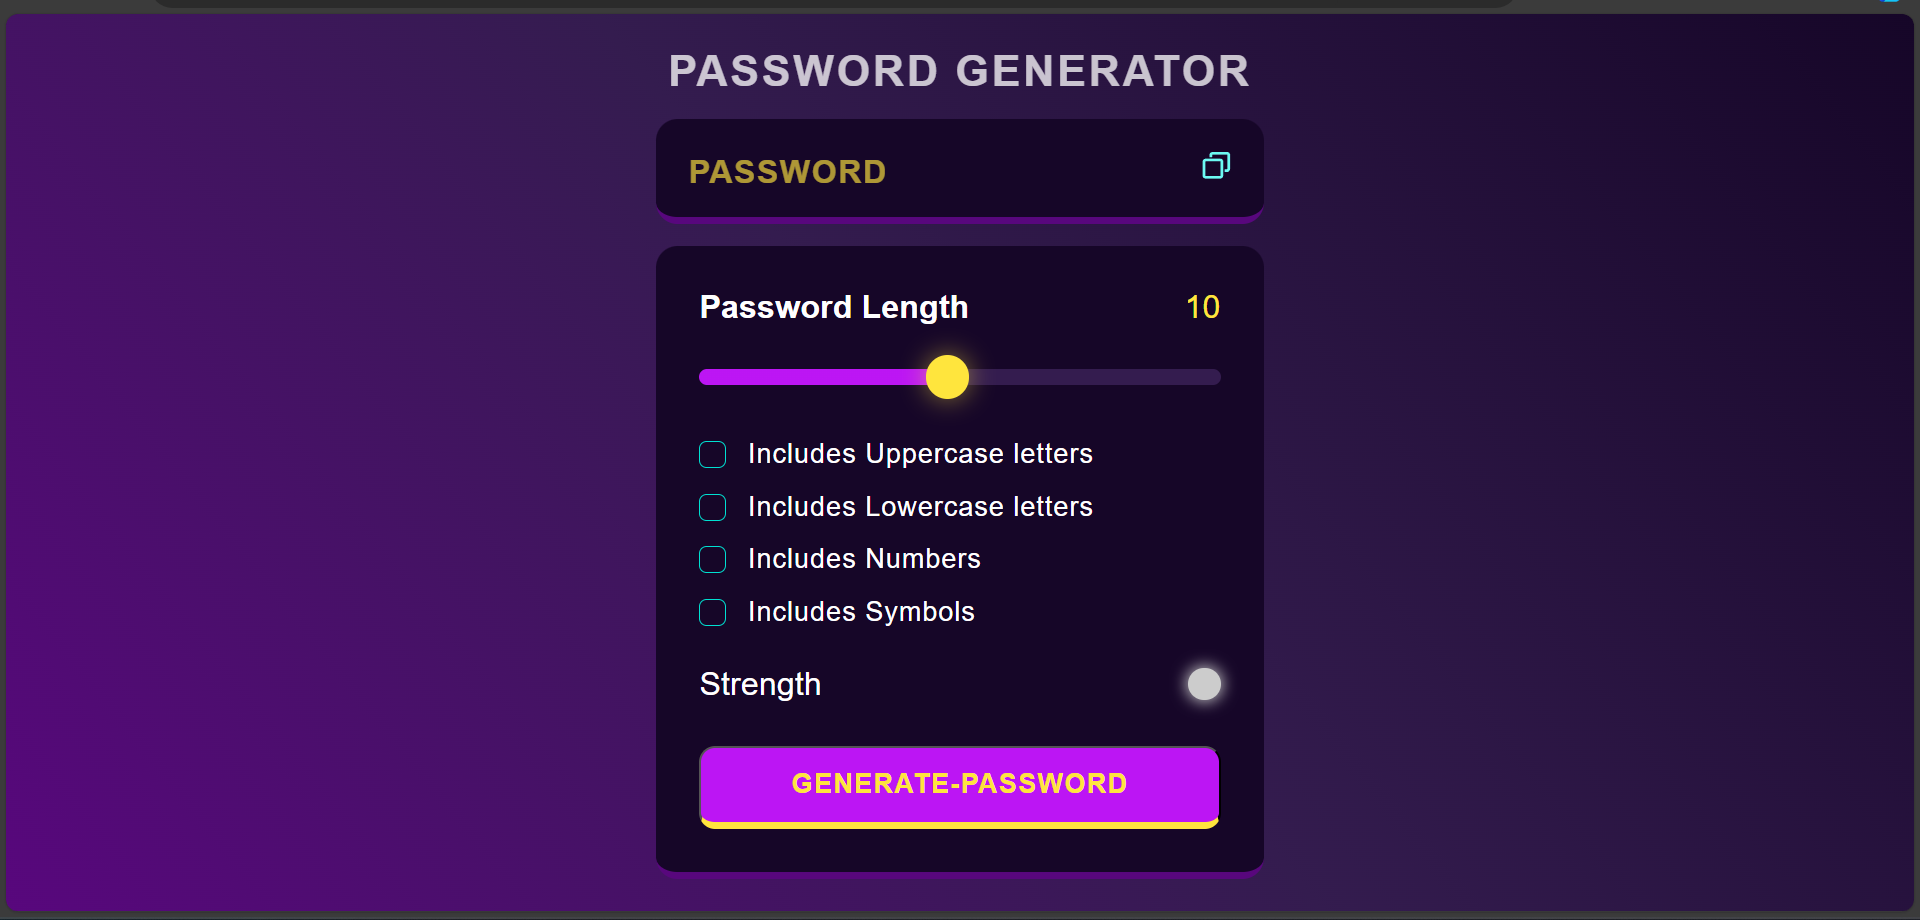 PASSWORD GENERATOR
PASSWORD
Password Length 10
Includes Uppercase letters
Includes Lowercase letters
Includes Numbers
Includes Symbols
Strength
GENERATE-PASSWORD